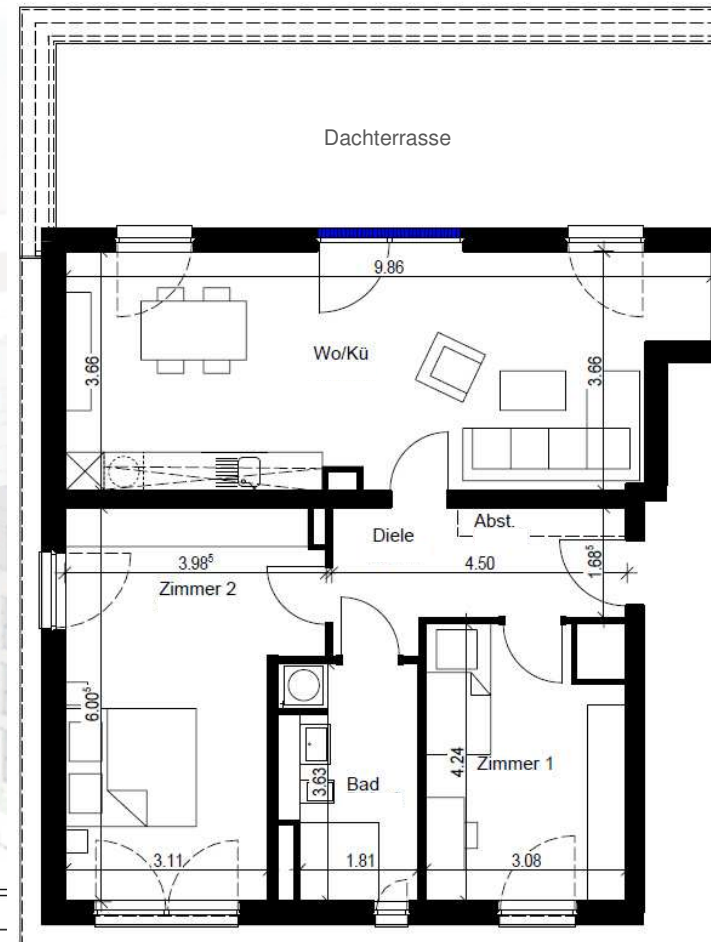 Dachterrasse
9.86
Wo/Kü
3.66
3.66
Abst.
Diele
3.98⁵
4.50
1.68⁵
Zimmer 2
6.00⁵
4.24
Zimmer 1
3.63
Bad
3.11
1.81
3.08